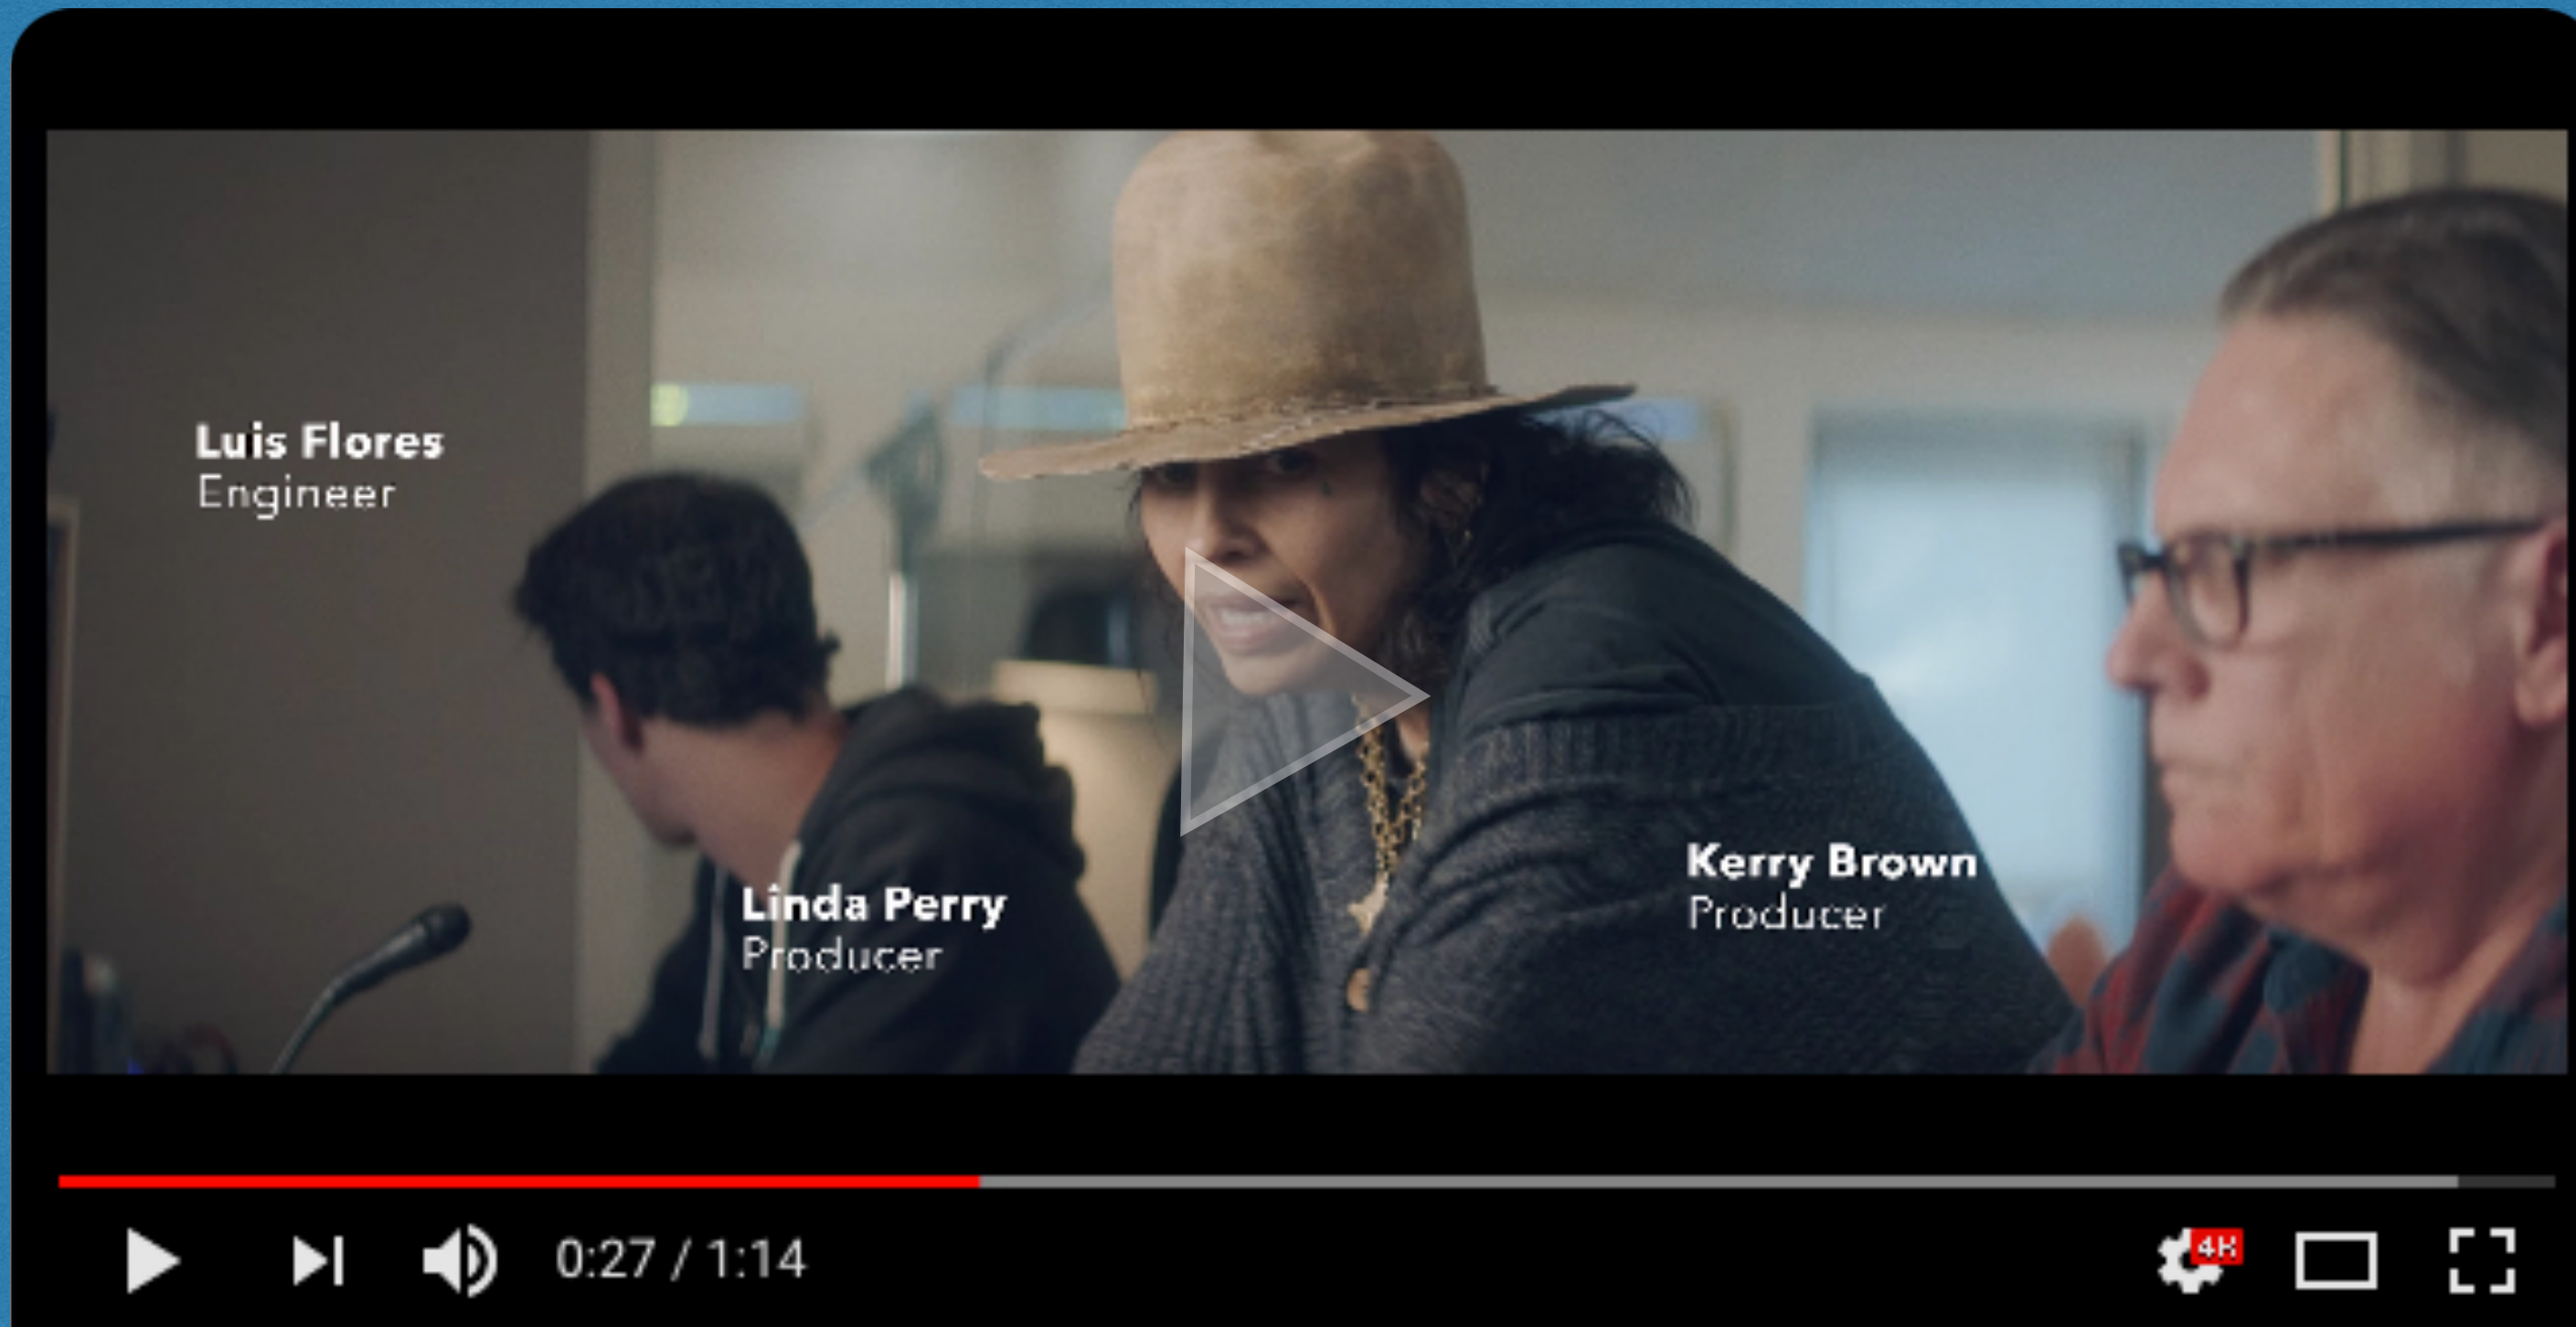 Luis Flores
Engineer
Linda Perry
Producer
Kerry Brown
Producer
0:27 / 1:14
4K